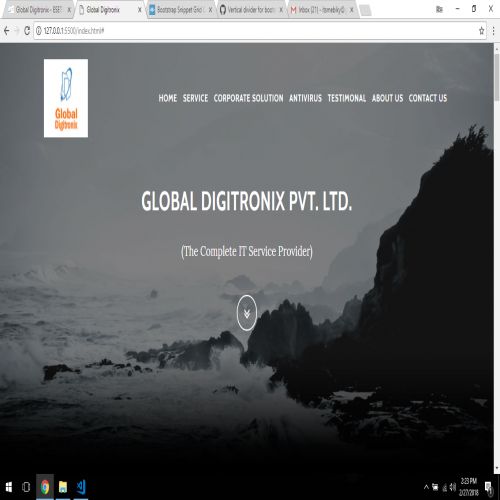 Global Digitronix - ESET
Global Digitronix
Bootstrap Snippet Grid
Vertical divider for boot
Inbox (21) - itsmebiky@
127.0.0.1:5500/index.html#
Global
Digitronix
HOME SERVICE CORPORATE SOLUTION ANTIVIRUS TESTIMONAL ABOUT US CONTACT US
GLOBAL DIGITRONIX PVT. LTD.
(The Complete IT Service Provider)
2:23 PM
2/27/2018